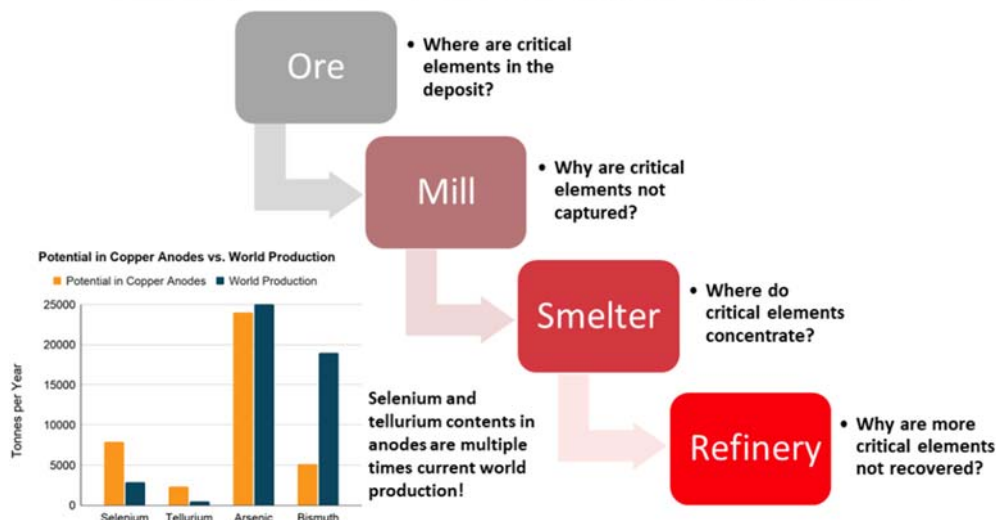 Ore
• Where are critical
elements in the
deposit?
Mill
• Why are critical
elements not
captured?
Smelter
• Where do
critical elements
concentrate?
Refinery
• Why are more
critical elements
not recovered?
Potential in Copper Anodes vs. World Production
Potential in Copper Anodes World Production
Tonnes per Year
25000
20000
15000
10000
5000
0
Selenium Tellurium Arsenic Bismuth
Selenium and
tellurium contents in
anodes are multiple
times current world
production!